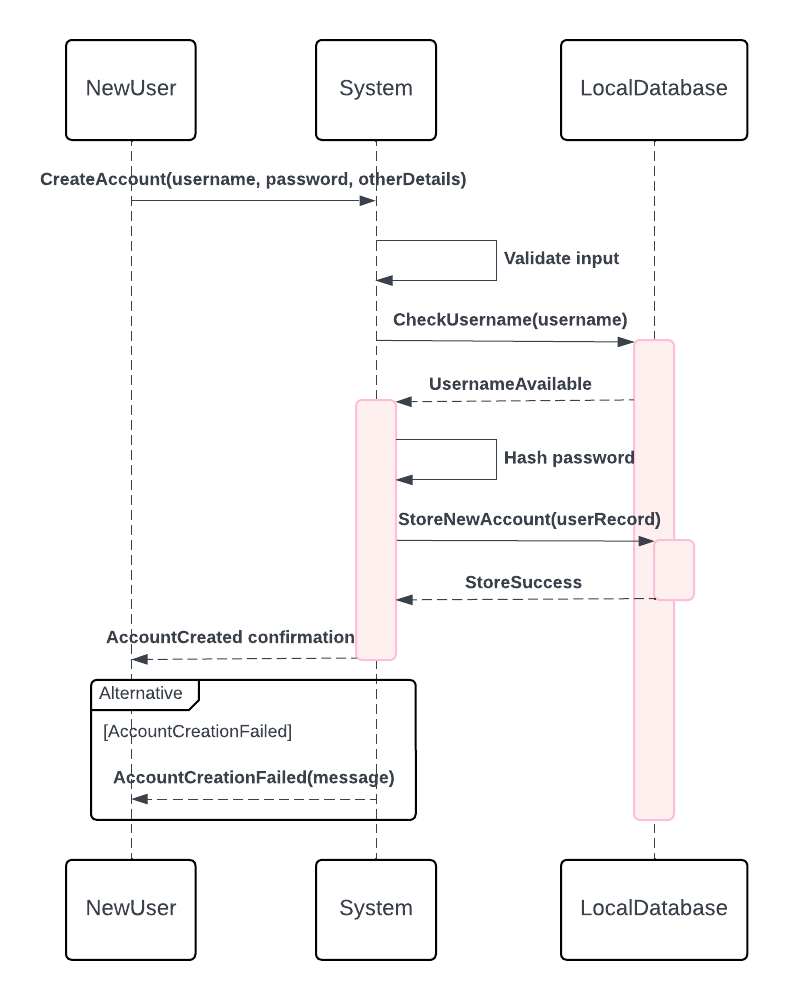 NewUser
System
LocalDatabase
CreateAccount(username, password, otherDetails)
Validate input
CheckUsername(username)
UsernameAvailable
Hash password
StoreNewAccount(userRecord)
StoreSuccess
AccountCreated confirmation
Alternative
[AccountCreationFailed]
AccountCreationFailed(message)
NewUser
System
LocalDatabase